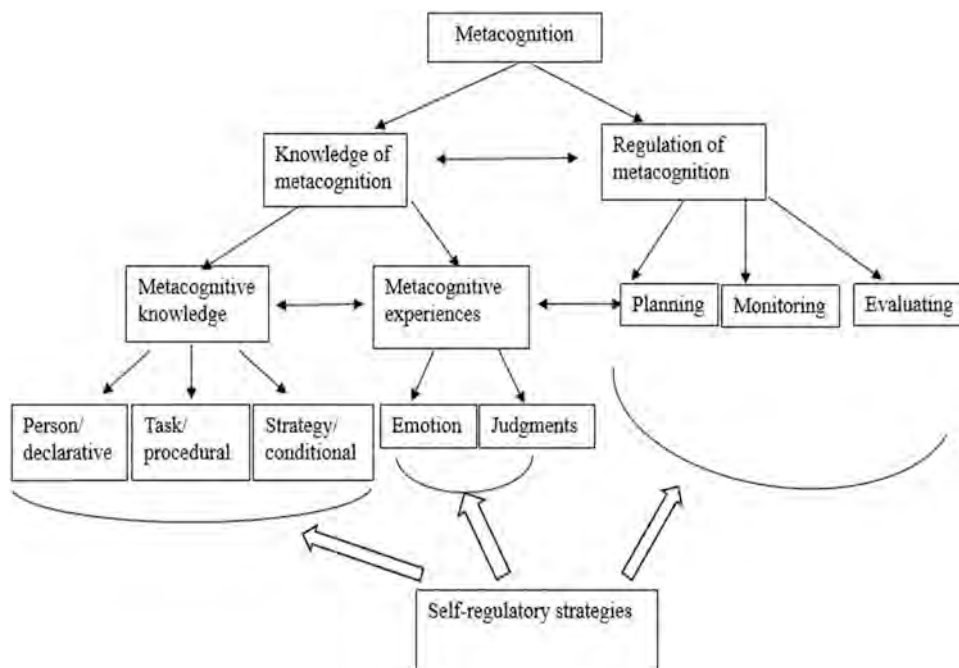 Metacognition
Knowledge of
metacognition
Regulation of
metacognition
Metacognitive
knowledge
Metacognitive
experiences
Planning
Monitoring
Evaluating
Person/
declarative
Task/
procedural
Strategy/
conditional
Emotion
Judgments
Self-regulatory strategies